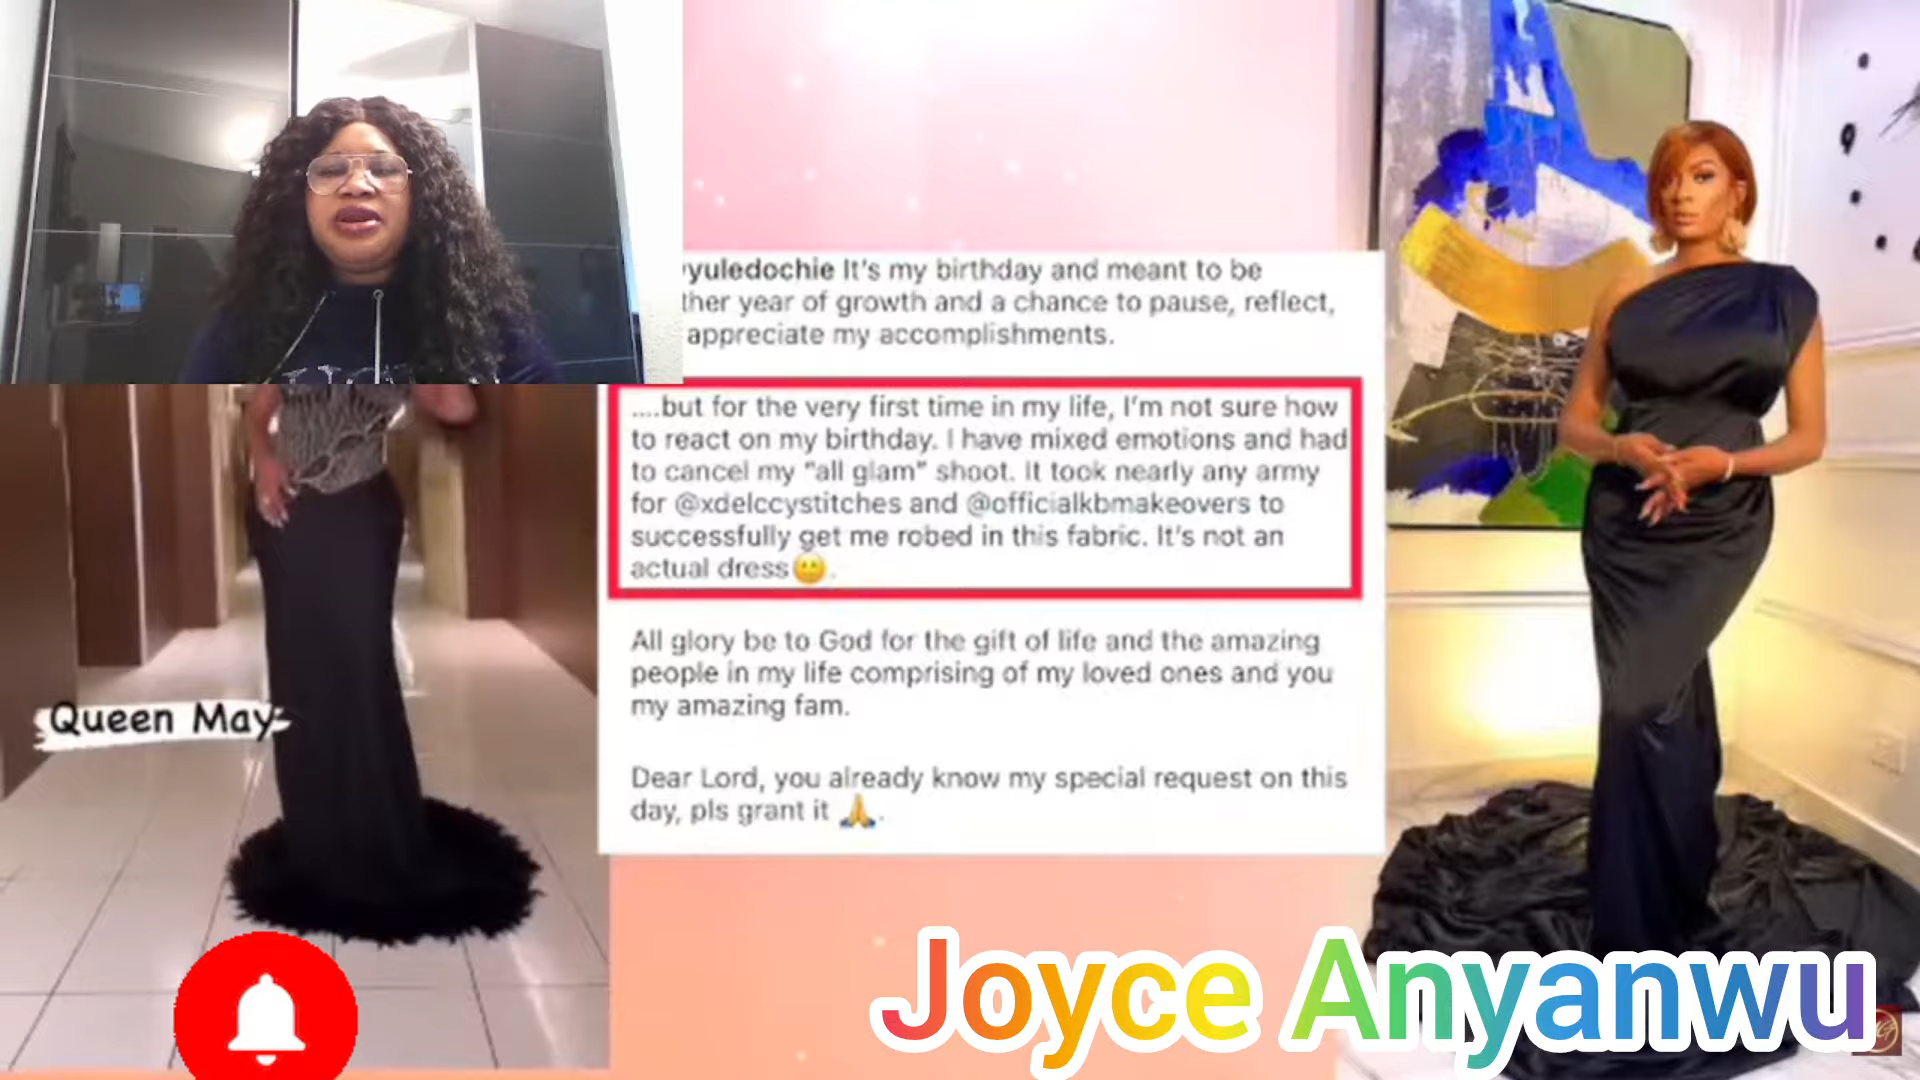 yuledochie It's my birthday and meant to be
ther year of growth and a chance to pause, reflect,
appreciate my accomplishments.
....but for the very first time in my life, I'm not sure how
to react on my birthday. I have mixed emotions and had
to cancel my "all glam" shoot. It took nearly any army
for @xdelccystitches and @officialkbmakeovers to
successfully get me robed in this fabric. It's not an
actual dress🙂.
All glory be to God for the gift of life and the amazing
people in my life comprising of my loved ones and you
my amazing fam.
Dear Lord, you already know my special request on this
day, pls grant it 🙏.
Queen May
Joyce Anyanwu